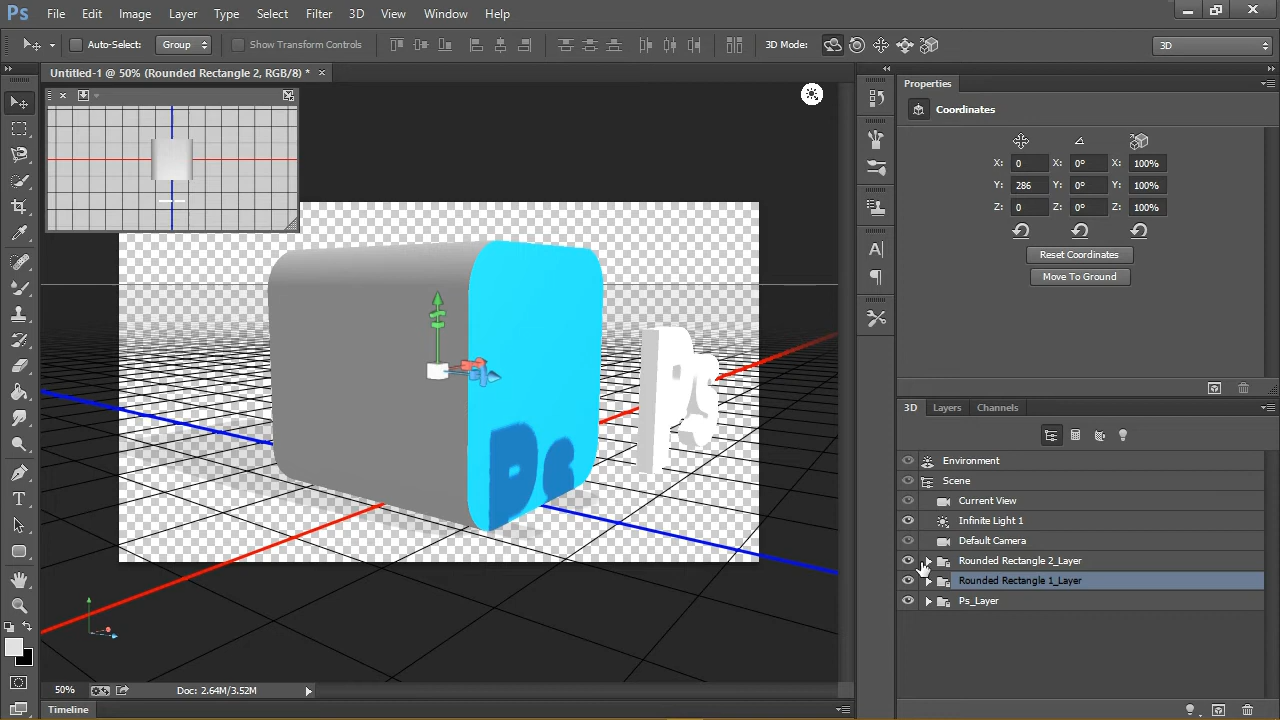 Ps File Edit Image Layer Type Select Filter 3D View Window Help
Auto-Select: Group Show Transform Controls 3D Mode: 3D
Untitled-1 @ 50% (Rounded Rectangle 2, RGB/8) *
Properties
Coordinates
X: 0 X: 0° X: 100%
Y: 286 Y: 0° Y: 100%
Z: 0 Z: 0° Z: 100%
Reset Coordinates
Move To Ground
Ps
Ps
3D Layers Channels
Environment
Scene
Current View
Infinite Light 1
Default Camera
Rounded Rectangle 2_Layer
Rounded Rectangle 1_Layer
Ps_Layer
50% Doc: 2.64M/3.52M
Timeline